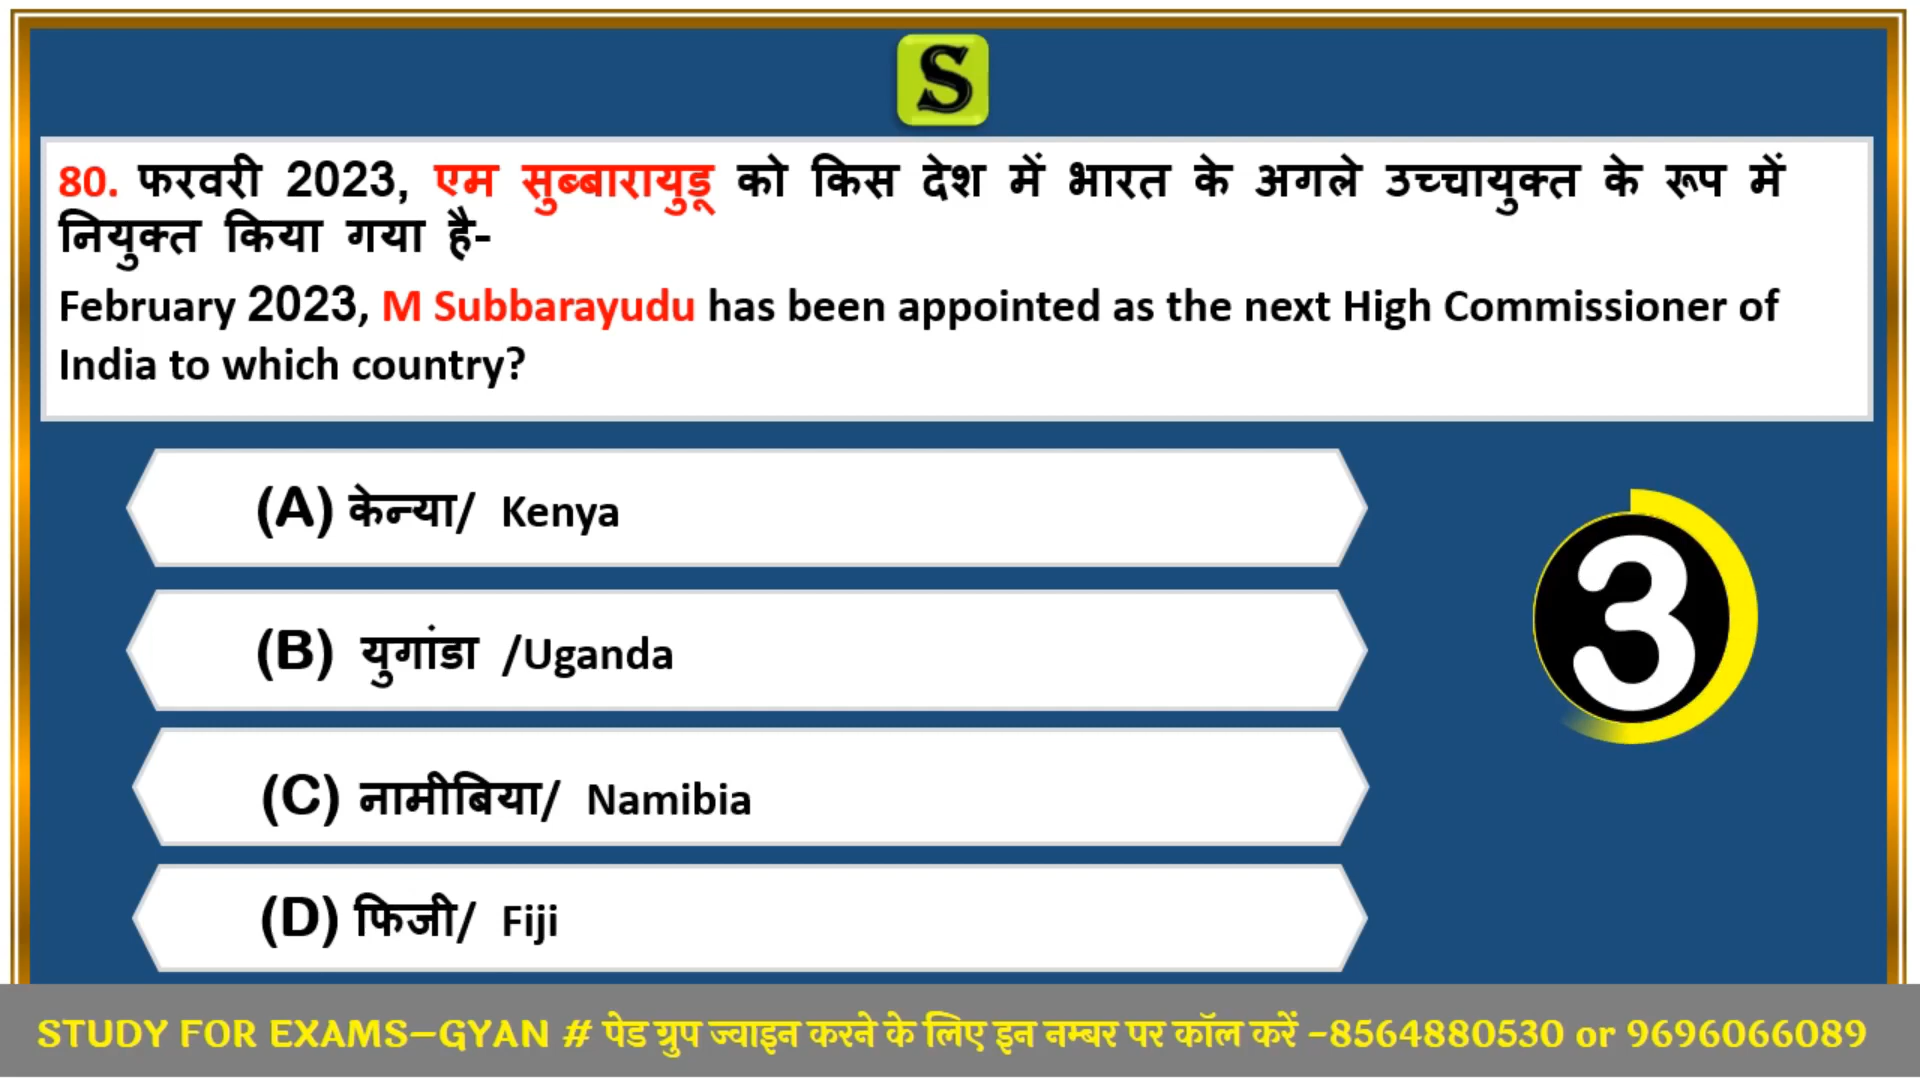 S
80. फरवरी 2023, एम सुब्बारायुडू को किस देश में भारत के अगले उच्चायुक्त के रूप में
नियुक्त किया गया है-
February 2023, M Subbarayudu has been appointed as the next High Commissioner of
India to which country?
(A) केन्या/ Kenya
(B) युगांडा /Uganda
3
(C) नामीबिया/ Namibia
(D) फिजी/ Fiji
STUDY FOR EXAMS–GYAN # पेड ग्रुप ज्वाइन करने के लिए इन नम्बर पर कॉल करें –8564880530 or 9696066089